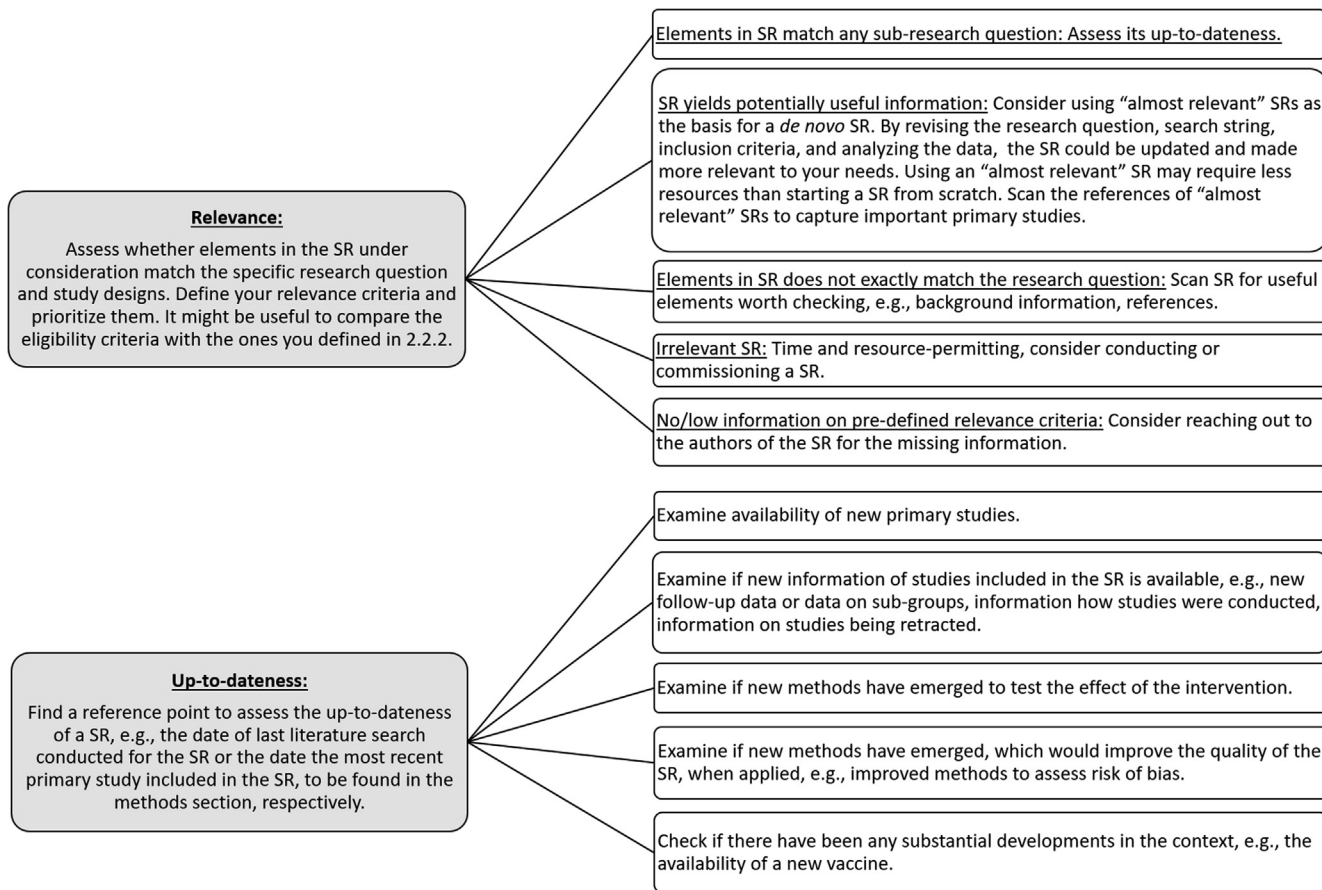 Elements in SR match any sub-research question: Assess its up-to-dateness.
SR yields potentially useful information: Consider using “almost relevant” SRs as
the basis for a de novo SR. By revising the research question, search string,
inclusion criteria, and analyzing the data, the SR could be updated and made
more relevant to your needs. Using an “almost relevant” SR may require less
resources than starting a SR from scratch. Scan the references of “almost
relevant” SRs to capture important primary studies.
Relevance:
Assess whether elements in the SR under
consideration match the specific research question
and study designs. Define your relevance criteria and
prioritize them. It might be useful to compare the
eligibility criteria with the ones you defined in 2.2.2.
Elements in SR does not exactly match the research question: Scan SR for useful
elements worth checking, e.g., background information, references.
Irrelevant SR: Time and resource-permitting, consider conducting or
commissioning a SR.
No/low information on pre-defined relevance criteria: Consider reaching out to
the authors of the SR for the missing information.
Examine availability of new primary studies.
Examine if new information of studies included in the SR is available, e.g., new
follow-up data or data on sub-groups, information how studies were conducted,
information on studies being retracted.
Up-to-dateness:
Find a reference point to assess the up-to-dateness
of a SR, e.g., the date of last literature search
conducted for the SR or the date the most recent
primary study included in the SR, to be found in the
methods section, respectively.
Examine if new methods have emerged to test the effect of the intervention.
Examine if new methods have emerged, which would improve the quality of the
SR, when applied, e.g., improved methods to assess risk of bias.
Check if there have been any substantial developments in the context, e.g., the
availability of a new vaccine.